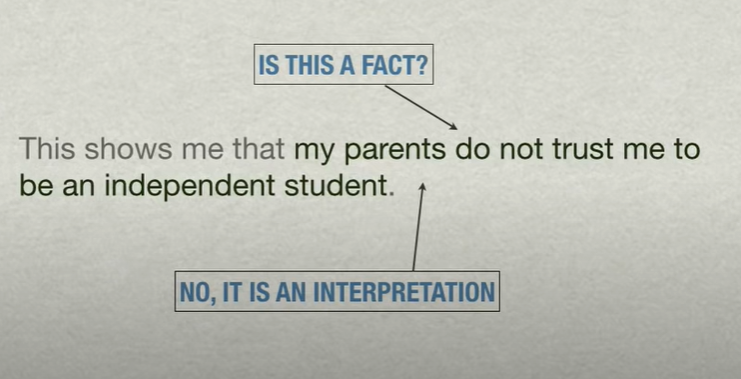 IS THIS A FACT?
This shows me that my parents do not trust me to
be an independent student.
NO, IT IS AN INTERPRETATION